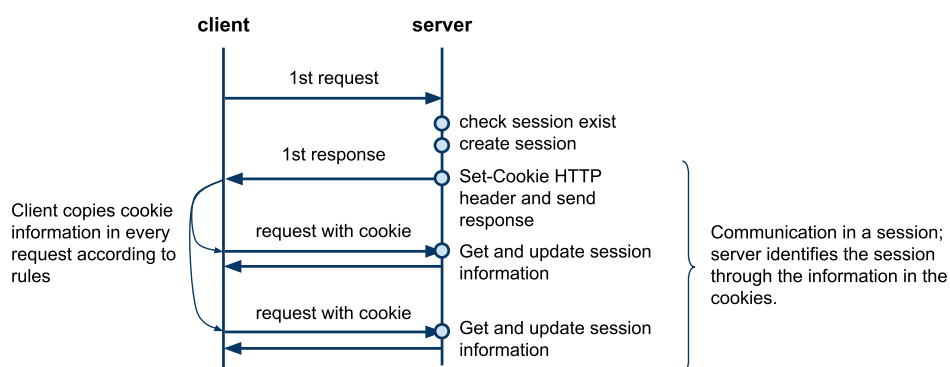 client
server
1st request
check session exist
create session
1st response
Set-Cookie HTTP
header and send
response
Client copies cookie
information in every
request according to
rules
request with cookie
Get and update session
information
Communication in a session;
server identifies the session
through the information in the
cookies.
request with cookie
Get and update session
information